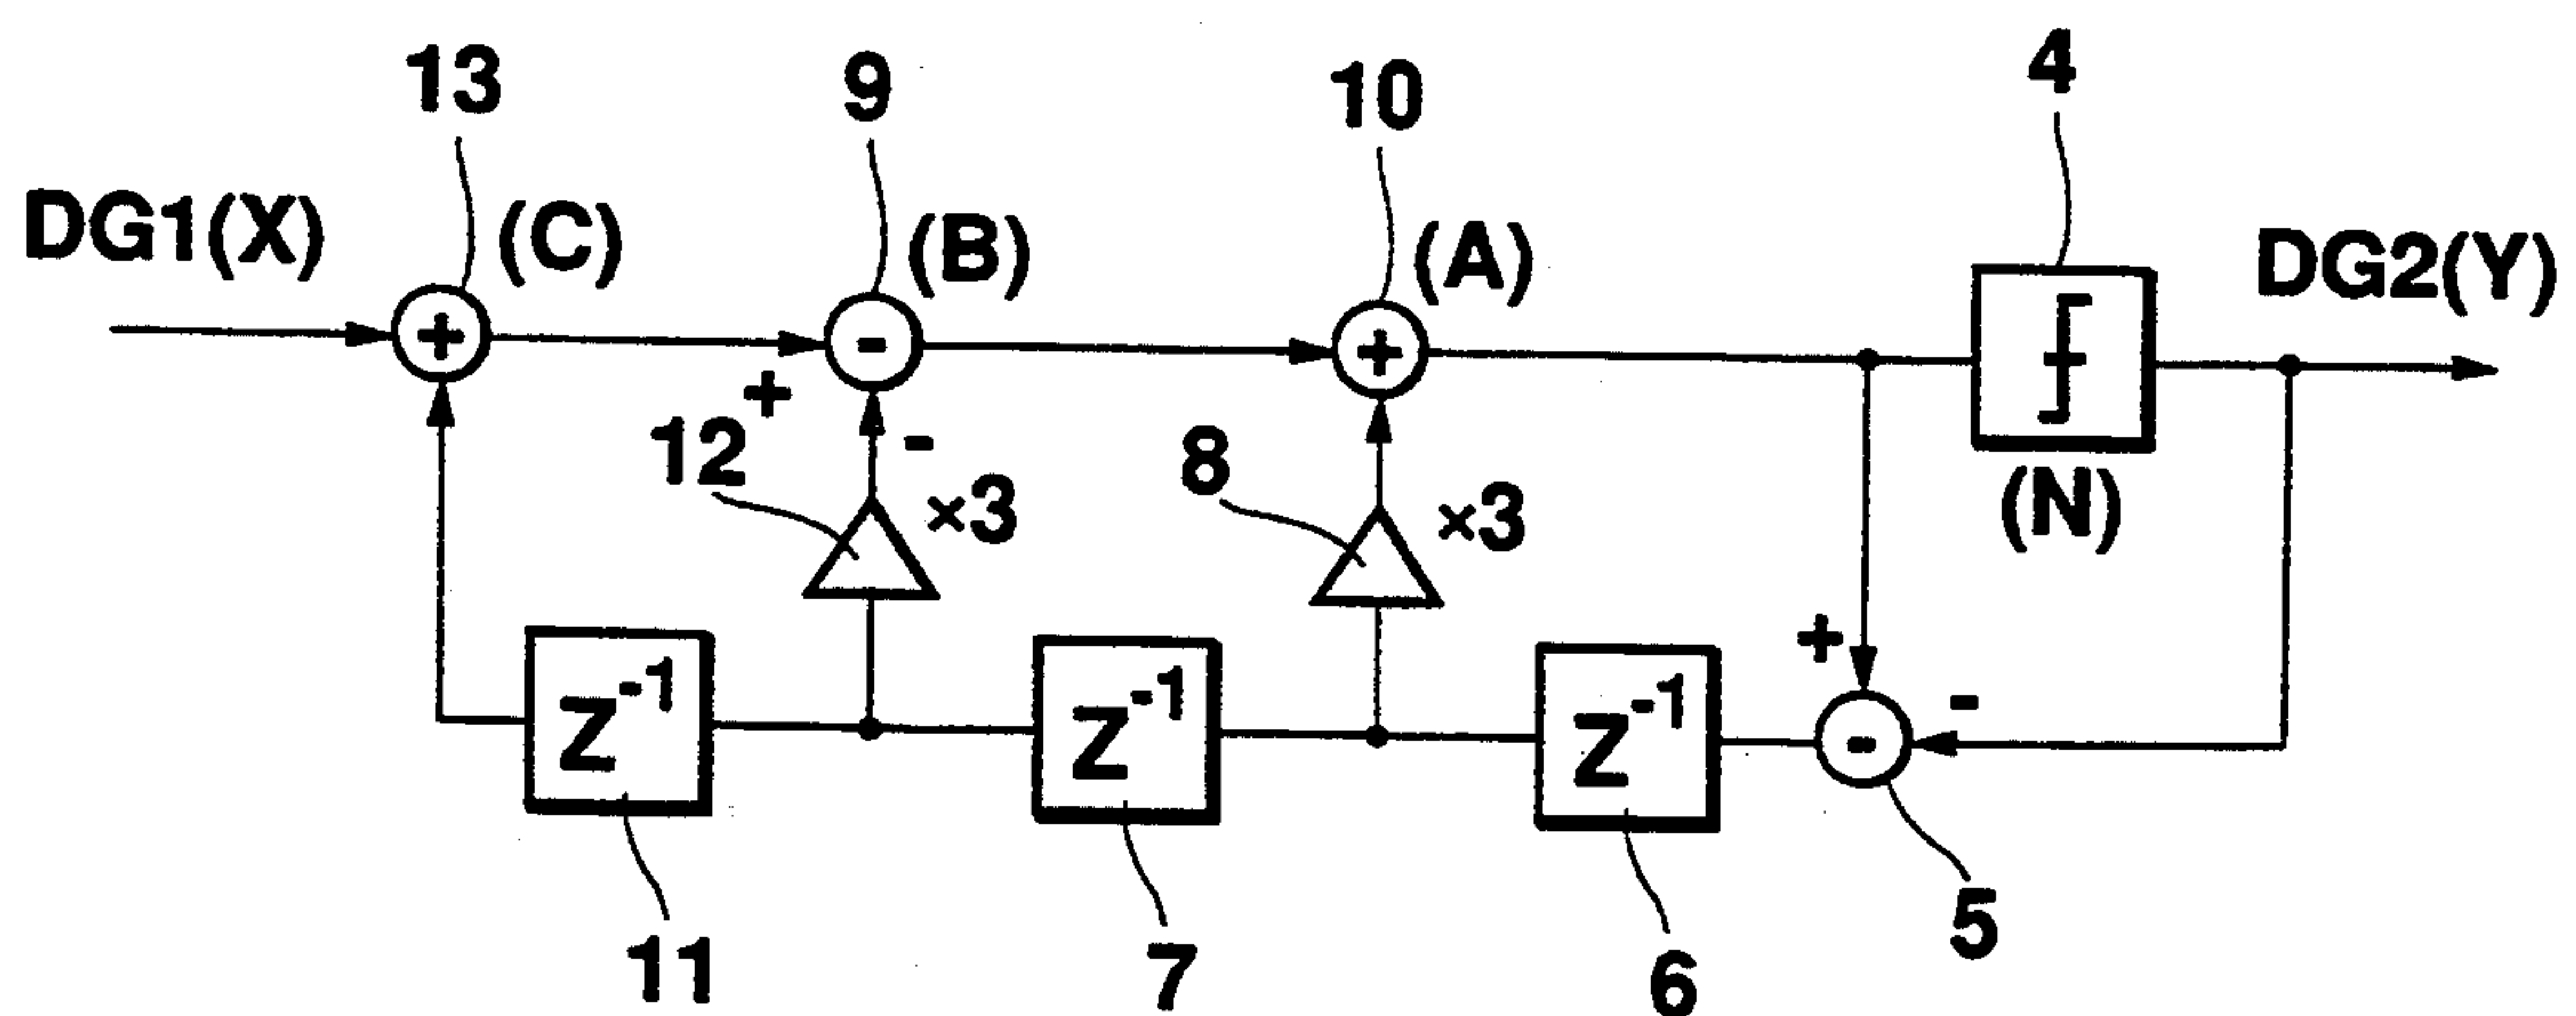 13
9
10
4
DG1(X)
(C)
(B)
(A)
DG2(Y)
+
-
+
+
-
12
×3
8
×3
(N)
+
-
Z-1
Z-1
Z-1
-
11
7
6
5